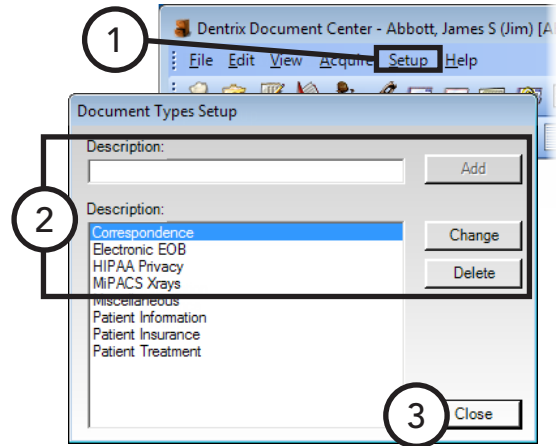 1
Dentrix Document Center - Abbott, James S (Jim) [A
File Edit View Acquire Setup Help
Document Types Setup
Description:
Add
2
Description:
Correspondence
Change
Electronic EOB
HIPAA Privacy
Delete
MiPACS Xrays
Miscellaneous
Patient Information
Patient Insurance
Patient Treatment
3
Close